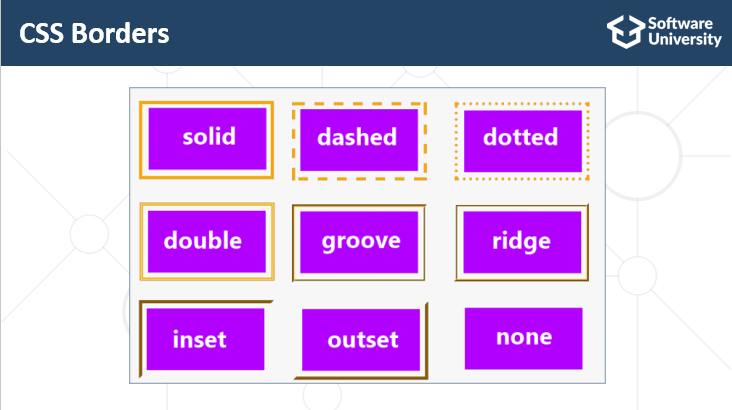 CSS Borders
Software
University
solid
dashed
dotted
double
groove
ridge
inset
outset
none